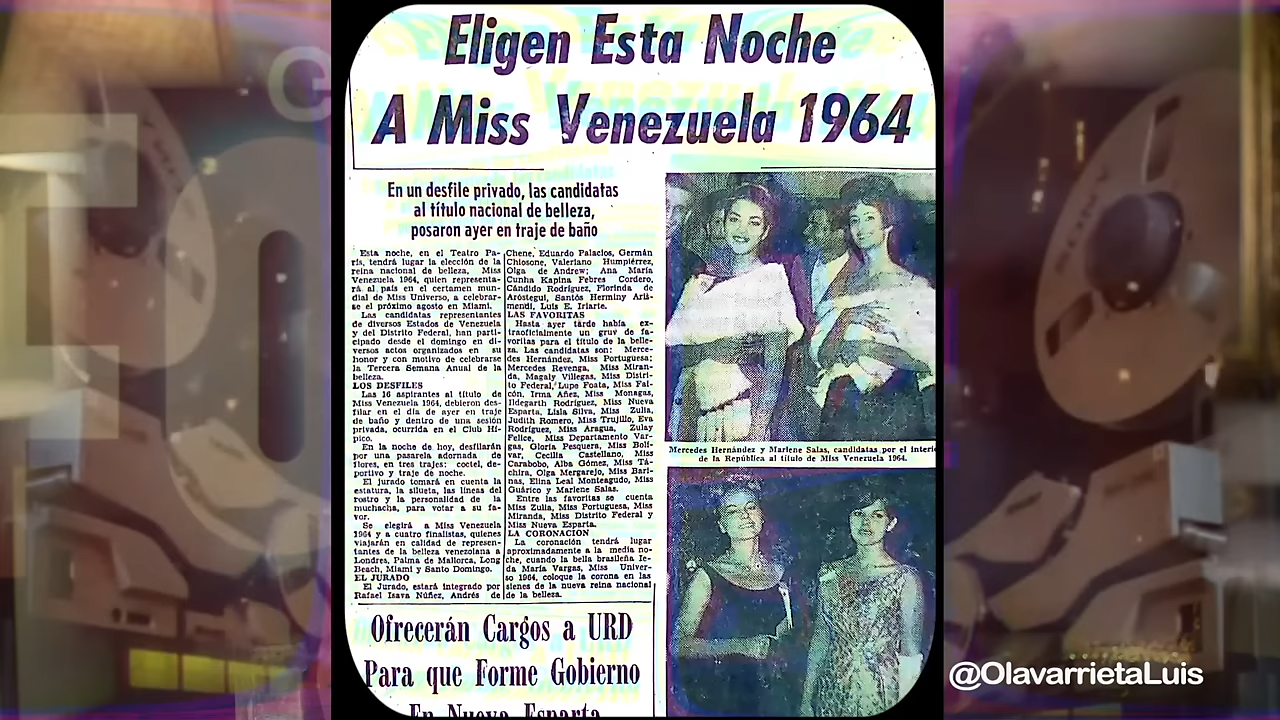 Eligen Esta Noche
A Miss Venezuela 1964
En un desfile privado, las candidatas
al título nacional de belleza,
posaron ayer en traje de baño
Esta noche, en el Teatro Pa-
rís, tendrá lugar la elección de la
reina nacional de belleza, Miss
Venezuela 1964, quien representa-
rá al país en el certamen mun-
dial de Miss Universo, a celebrar-
se el próximo agosto en Miami.
Las candidatas representantes
de diversos Estados de Venezuela
y del Distrito Federal, han parti-
cipado desde el domingo en di-
versos actos organizados en su
honor y con motivo de celebrarse
la Tercera Semana Anual de la
belleza.
LOS DESFILES
Las 16 aspirantes al título de
Miss Venezuela 1964, debieron des-
filar en el día de ayer en traje
de baño y dentro de una sesión
privada, ocurrida en el Club Hí-
pico.
En la noche de hoy, desfilarán
por una pasarela adornada de
flores, en tres trajes: coctel, de-
portivo y traje de noche.
El jurado tomará en cuenta la
estatura, la silueta, las líneas del
rostro y la personalidad de la
muchacha, para votar a su fa-
vor.
Se elegirá a Miss Venezuela
1964 y a cuatro finalistas, quienes
viajarán en calidad de represen-
tantes de la belleza venezolana a
Londres, Palma de Mallorca, Long
Beach, Miami y Santo Domingo.
EL JURADO
El Jurado, estará integrado por
Rafael Isava Núñez, Andrés de
Chene, Eduardo Palacios, Germán
Chiosone, Valeriano Humpiérrez,
Olga de Andrew; Ana María
Cunha Kapina Febres Cordero,
Cándido Rodríguez, Florinda de
Aróstegui, Santós Herminy Aris-
mendi, Luis E. Iriarte.
LAS FAVORITAS
Hasta ayer tarde había ex-
traoficialmente un gruv de fa-
voritas para el título de la belle-
za. Las candidatas son: Merce-
des Hernández, Miss Portuguesa;
Mercedes Revenga, Miss Miran-
da, Magaly Villegas, Miss Distri-
to Federal, Lupe Foata, Miss Fal-
cón, Irma Añez, Miss Monagas,
Ildegarth Rodríguez, Miss Nueva
Esparta, Lisla Silva, Miss Zulia,
Judith Romero, Miss Trujillo, Eva
Rodríguez, Miss Aragua, Zulay
Felice, Miss Departamento Var-
gas, Gloria Pesquera, Miss Bolí-
var, Cecilla Castellano, Miss
Carabobo, Alba Gómez, Miss Tá-
chira, Olga Mergarejo, Miss Bari-
nas, Elina Leal Monteagudo, Miss
Guárico y Marlene Salas.
Entre las favoritas se cuenta
Miss Zulia, Miss Portuguesa, Miss
Miranda, Miss Distrito Federal y
Miss Nueva Esparta.
LA CORONACION
La coronación tendrá lugar
aproximadamente a la media no-
che, cuando la bella brasileña Ie-
da María Vargas, Miss Univer-
so 1964, coloque la corona en las
sienes de la nueva reina nacional
de la belleza.
Mercedes Hernández y Marlene Salas, candidatas por el interi
de la República al título de Miss Venezuela 1964.
Ofrecerán Cargos a URD
Para que Forme Gobierno
En Nueva Esparta
@OlavarrietaLuis